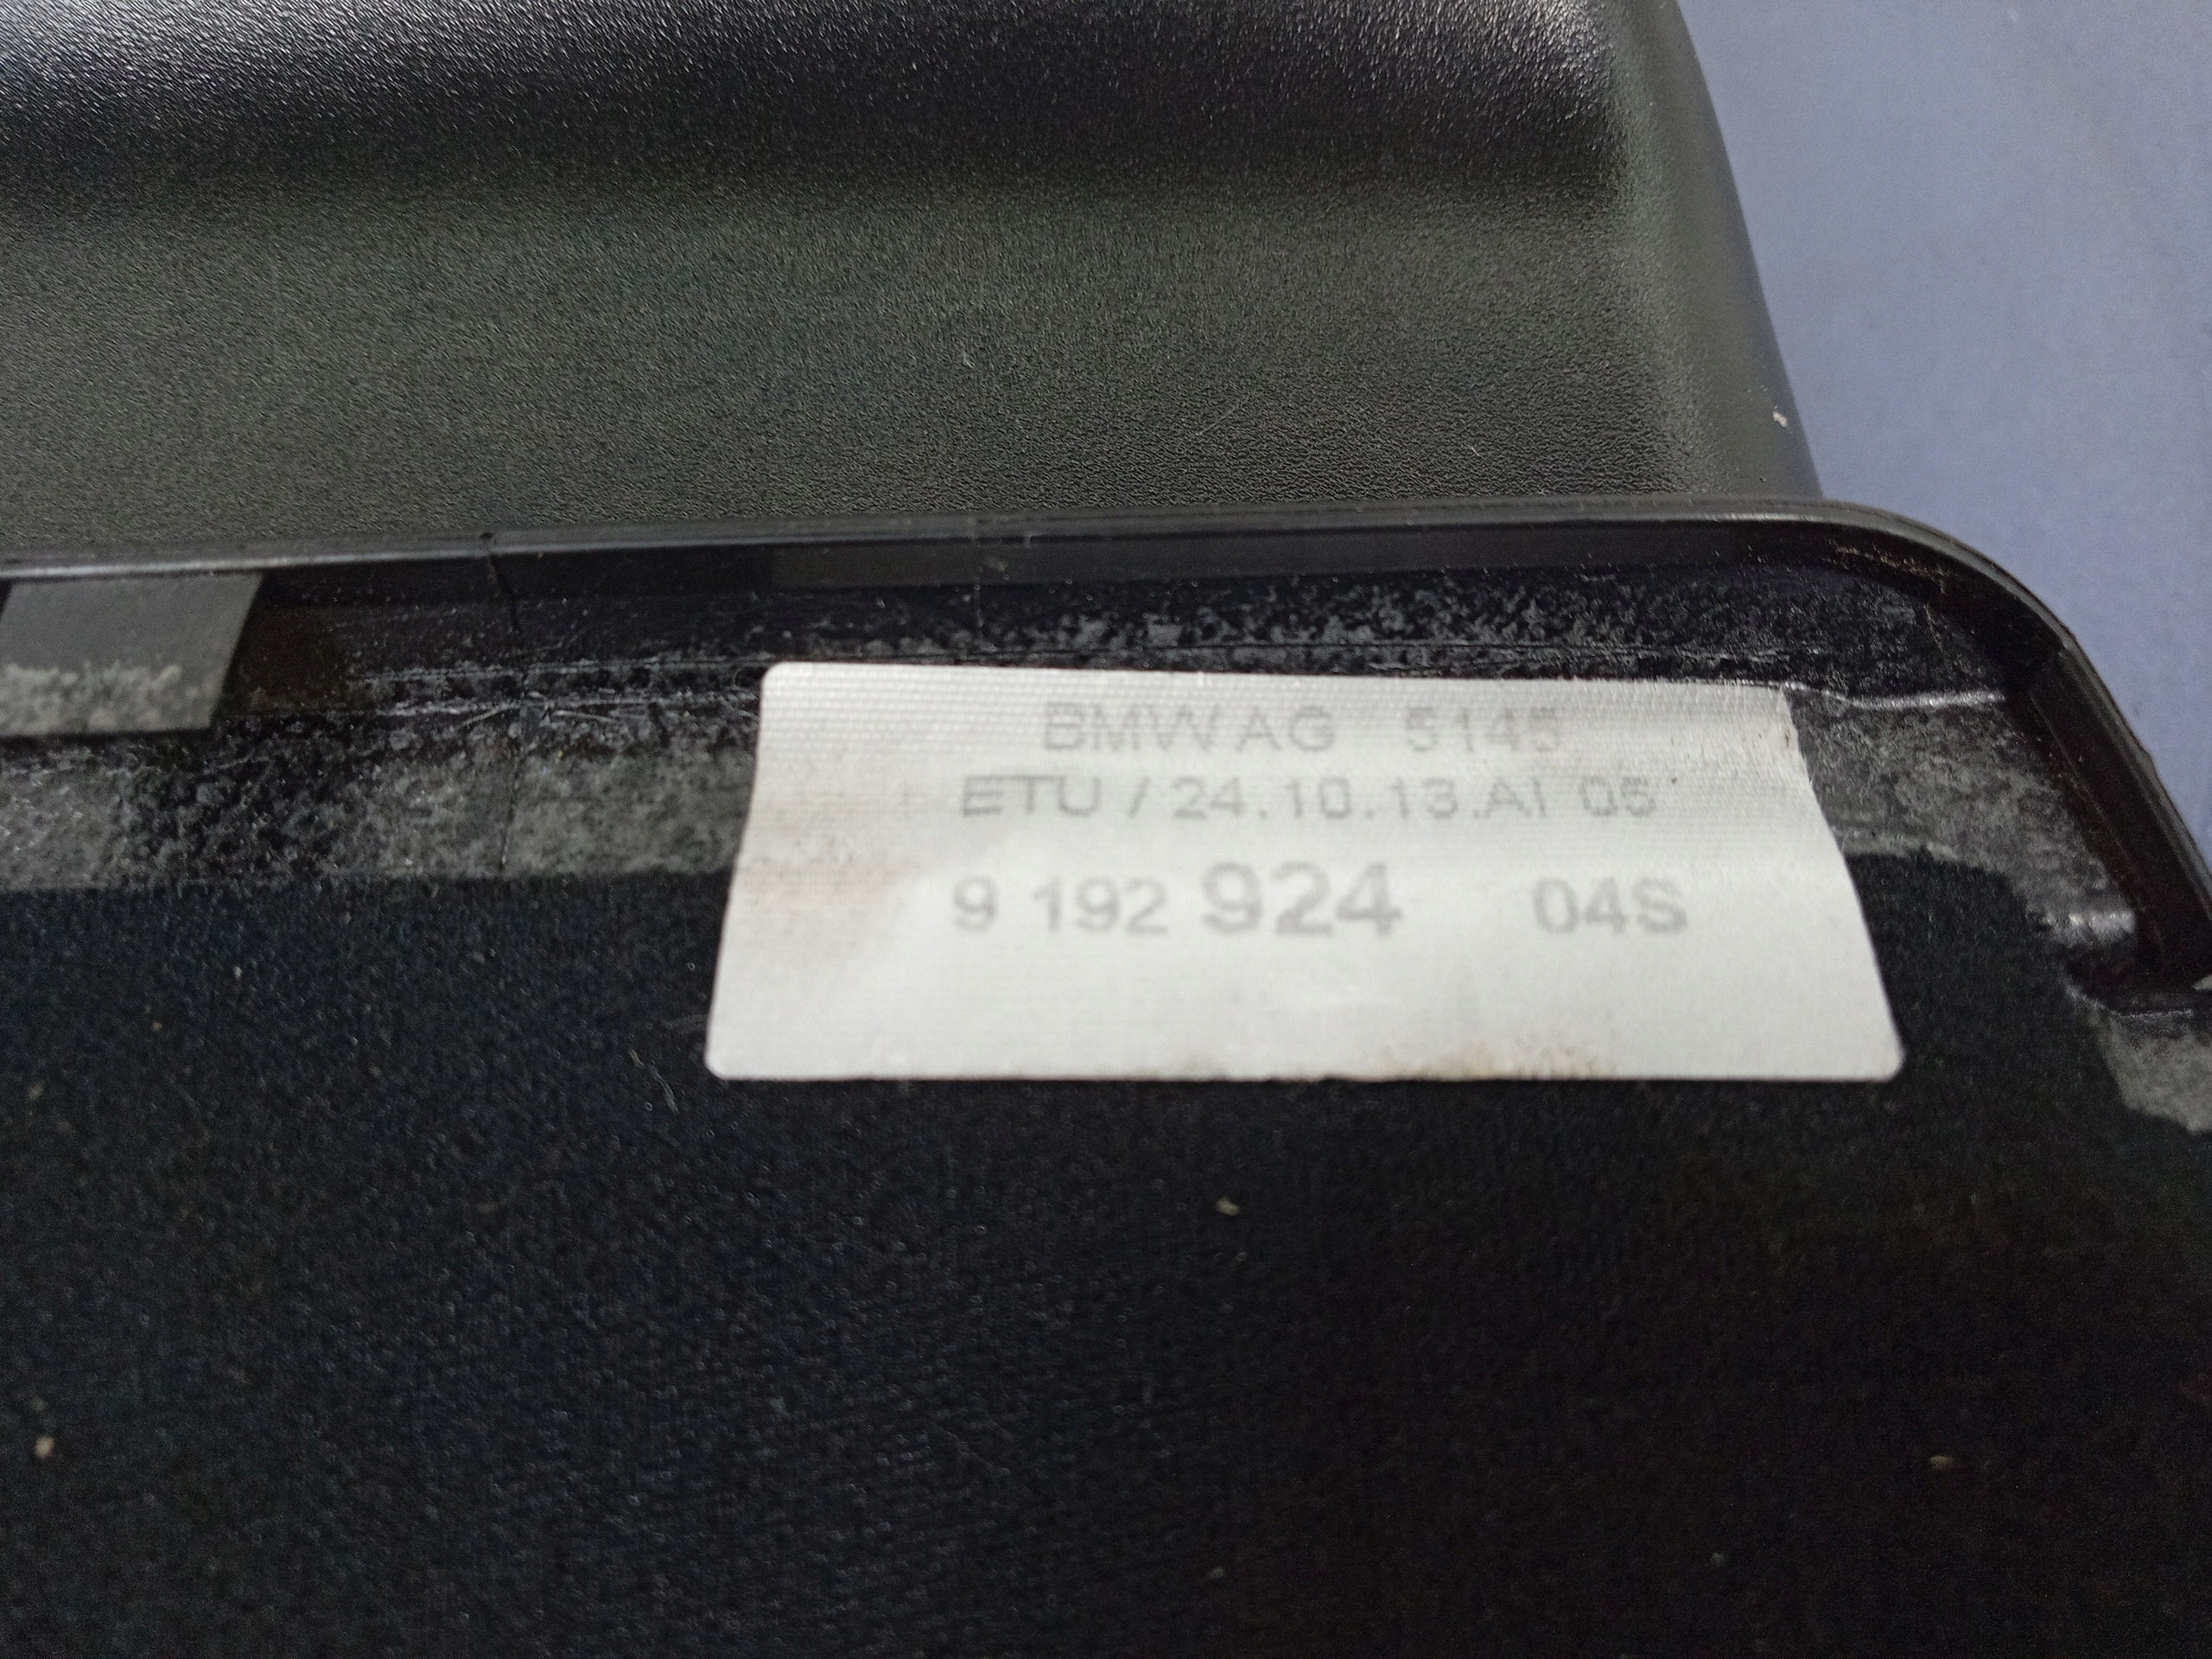 BMW AG 5145
ETU / 24.10.13.AI 05
9 192 924 04S